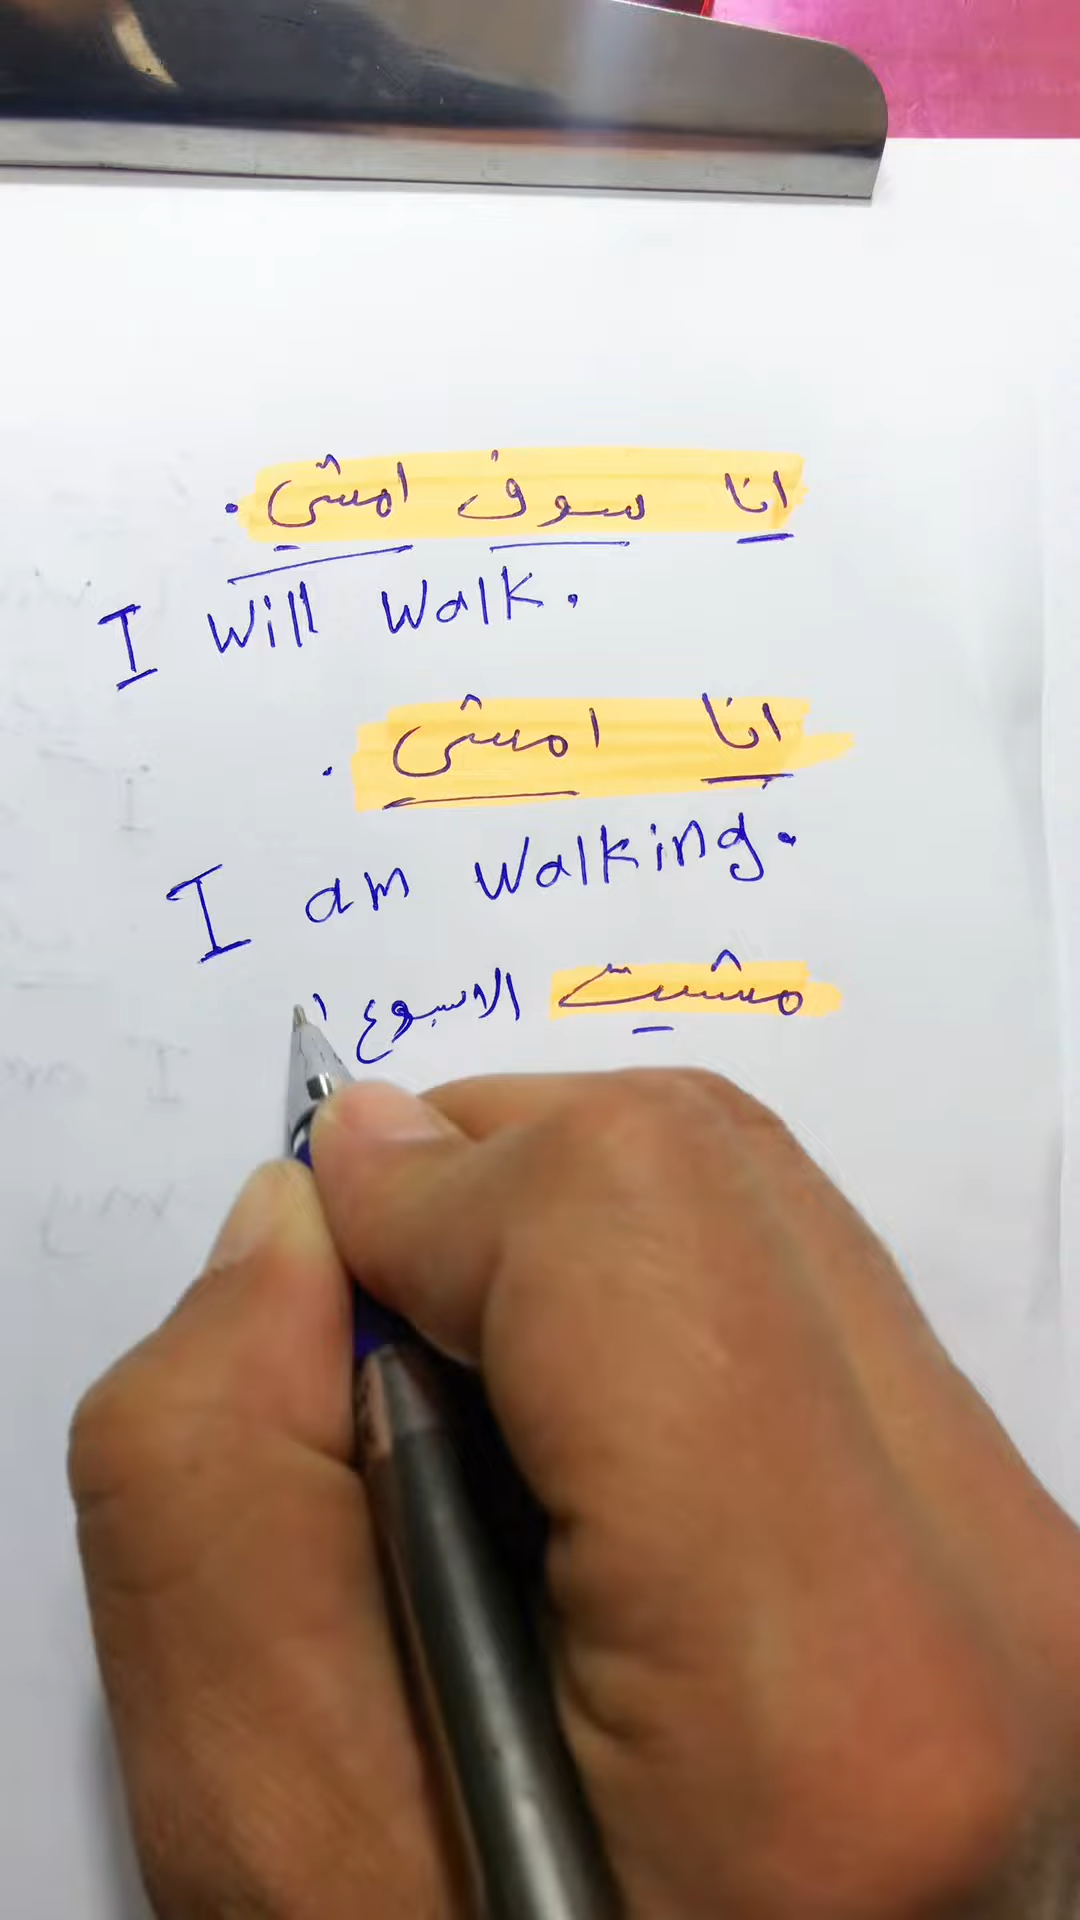 انا سوف امشي.
I will walk.
انا امشي.
I am walking.
مشيت الاسبوع